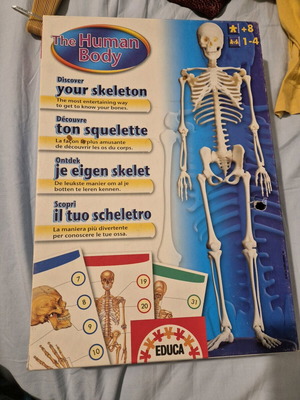 The Human
Body
+8
1-4
Discover
your skeleton
The most entertaining way
to get to know your bones.
Découvre
ton squelette
La façon la plus amusante
de découvrir les os du corps.
Ontdek
je eigen skelet
De leukste manier om al je
botten te leren kennen.
Scopri
il tuo scheletro
La maniera più divertente
per conoscere le tue ossa.
7
8
9
10
19
20
31
EDUCA